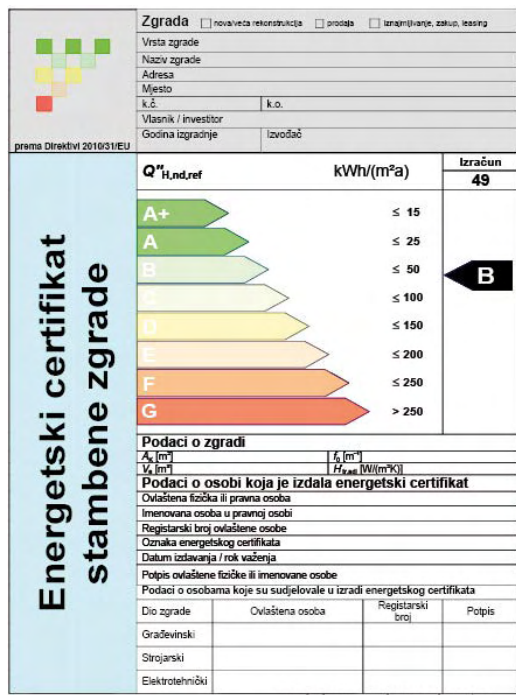 Zgrada nova/veća rekonstrukcija prodaja iznajmljivanje, zakup, leasing
Vrsta zgrade
Naziv zgrade
Adresa
Mjesto
k.č. k.o.
Vlasnik / investitor
Godina izgradnje Izvođač
prema Direktivi 2010/31/EU
Energetski certifikat
stambene zgrade
Q"H,nd,ref kWh/(m²a) Izračun
49
A+ ≤ 15
A ≤ 25
B ≤ 50 B
C ≤ 100
D ≤ 150
E ≤ 200
F ≤ 250
G > 250
Podaci o zgradi
AK [m²] f0 [m⁻¹]
[W/(m²K)]
Podaci o osobi koja je izdala energetski certifikat
Ovlaštena fizička ili pravna osoba
Imenovana osoba u pravnoj osobi
Registarski broj ovlaštene osobe
Oznaka energetskog certifikata
Datum izdavanja / rok važenja
Potpis ovlaštene fizičke ili imenovane osobe
Podaci o osobama koje su sudjelovale u izradi energetskog certifikata
Dio zgrade Ovlaštena osoba Registarski broj Potpis
Građevinski
Strojarski
Elektrotehnički